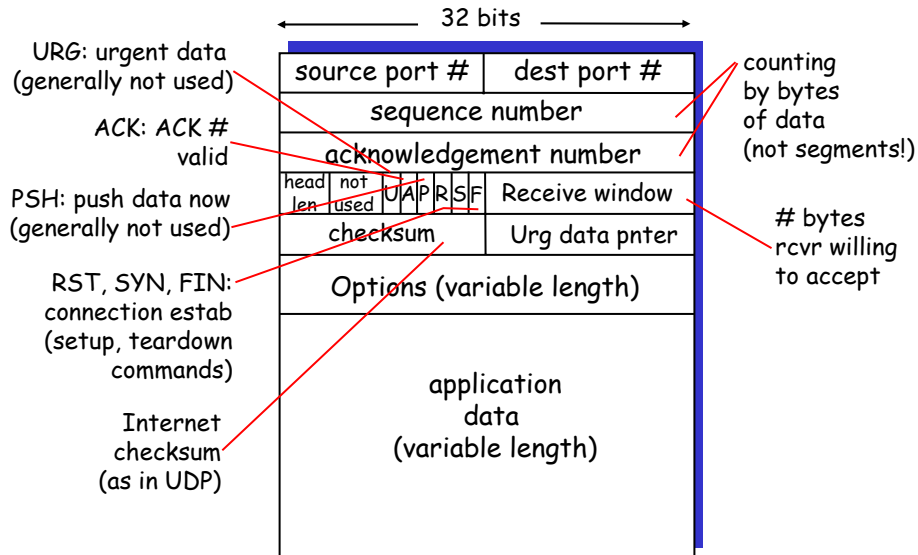 32 bits
URG: urgent data
(generally not used)
ACK: ACK #
valid
PSH: push data now
(generally not used)
RST, SYN, FIN:
connection estab
(setup, teardown
commands)
Internet
checksum
(as in UDP)
source port # dest port #
sequence number
acknowledgement number
head
len
not
used
U A P R S F
Receive window
checksum
Urg data pnter
Options (variable length)
application
data
(variable length)
counting
by bytes
of data
(not segments!)
# bytes
rcvr willing
to accept